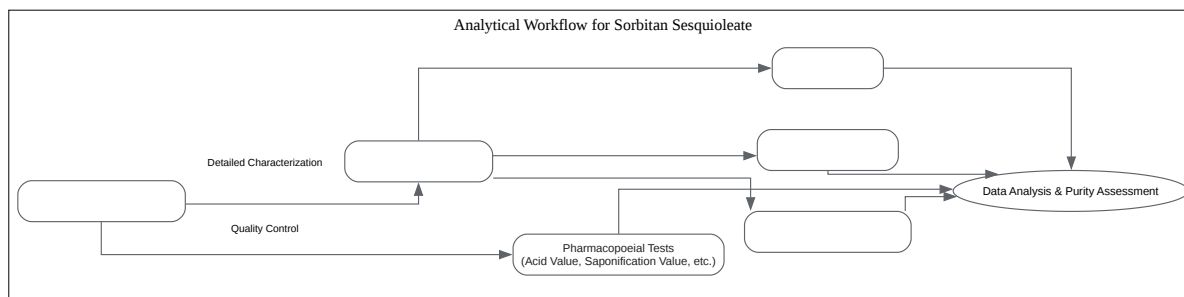 Analytical Workflow for Sorbitan Sesquioleate
Detailed Characterization
Data Analysis & Purity Assessment
Quality Control
Pharmacopoeial Tests
(Acid Value, Saponification Value, etc.)